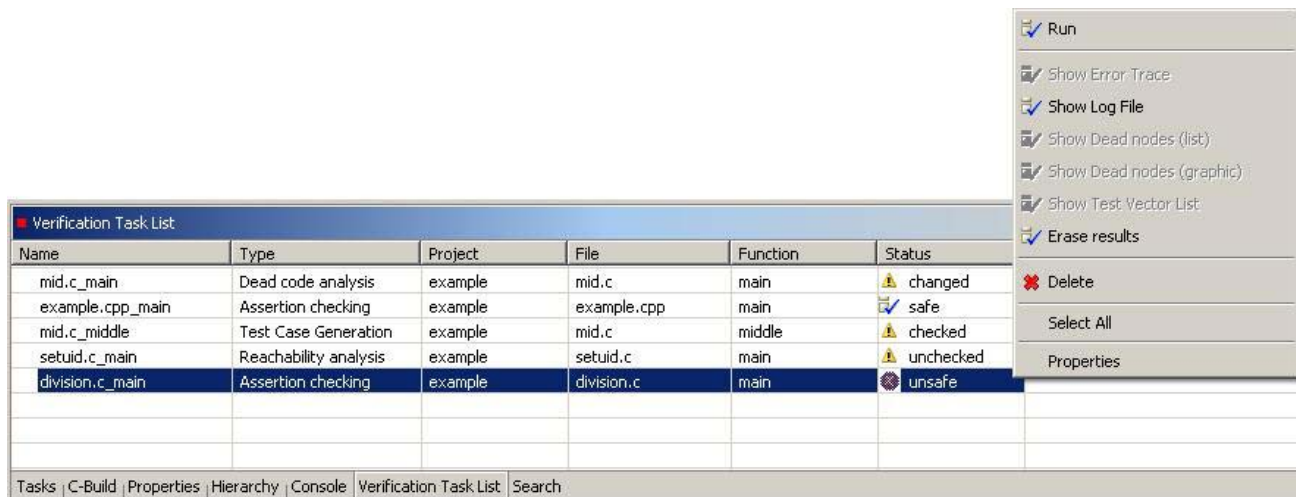 Run
Show Error Trace
Show Log File
Show Dead nodes (list)
Show Dead nodes (graphic)
Show Test Vector List
Erase results
Delete
Select All
Properties
Verification Task List
Name Type Project File Function Status
mid.c_main Dead code analysis example mid.c main changed
example.cpp_main Assertion checking example example.cpp main safe
mid.c_middle Test Case Generation example mid.c middle checked
setuid.c_main Reachability analysis example setuid.c main unchecked
division.c_main Assertion checking example division.c main unsafe
Tasks C-Build Properties Hierarchy Console Verification Task List Search